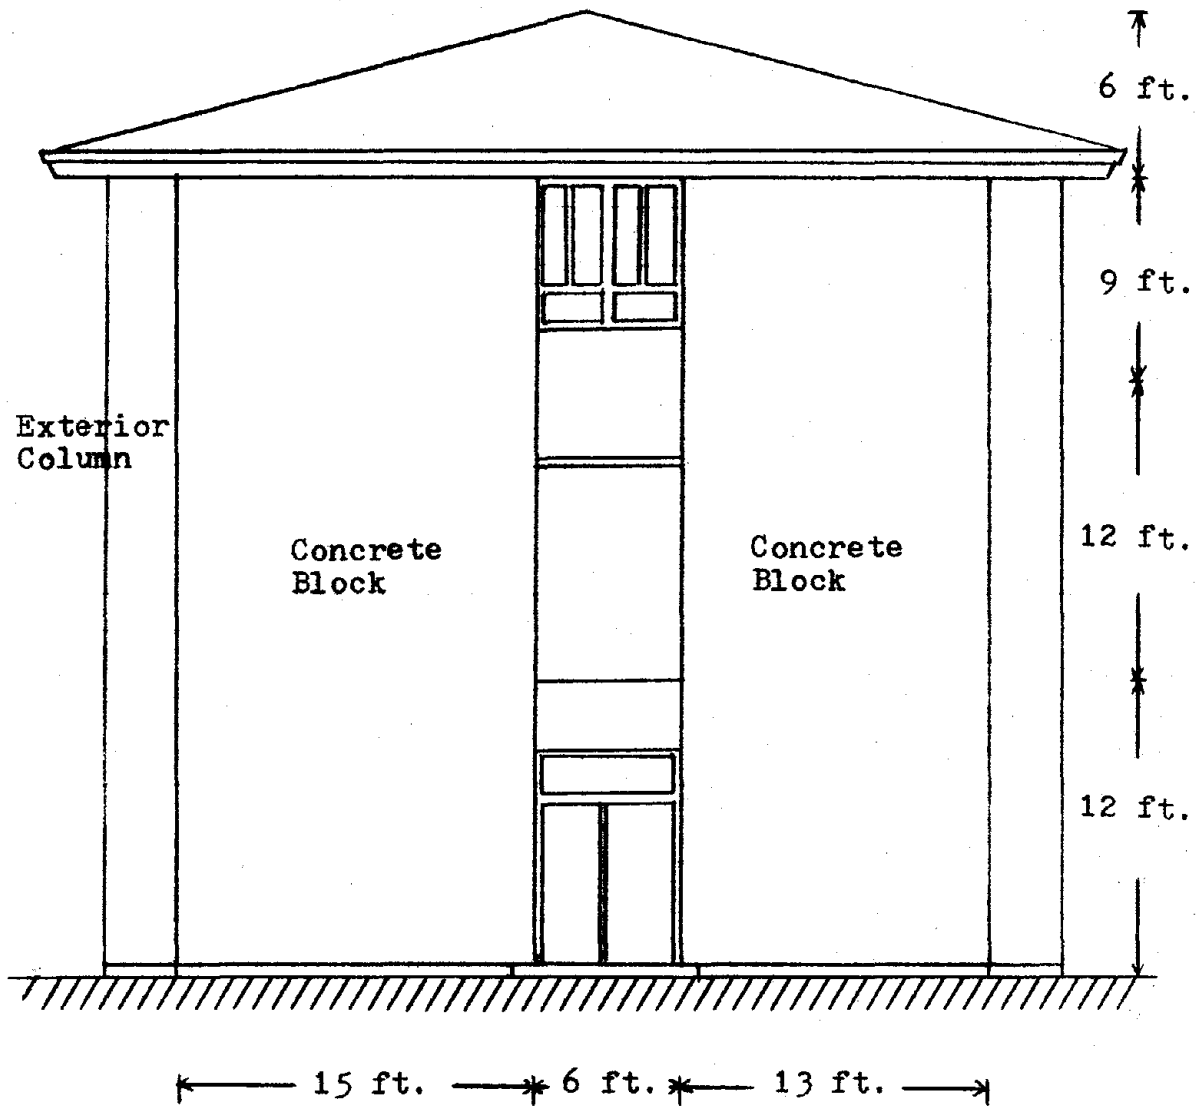 6 ft.
9 ft.
Exterior
Column
12 ft.
Concrete
Block
Concrete
Block
12 ft.
15 ft.
6 ft.
13 ft.